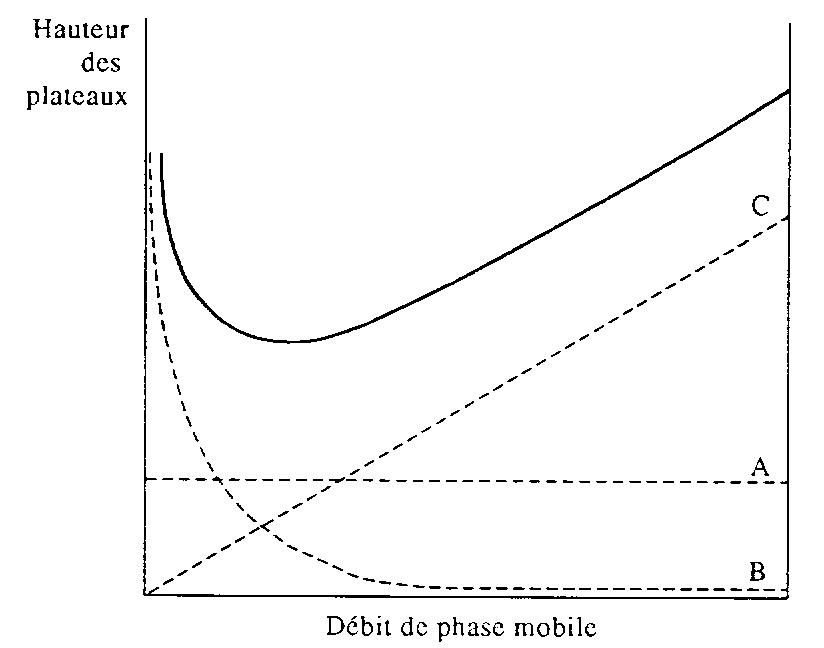 Hauteur
des
plateaux
C
A
B
Débit de phase mobile